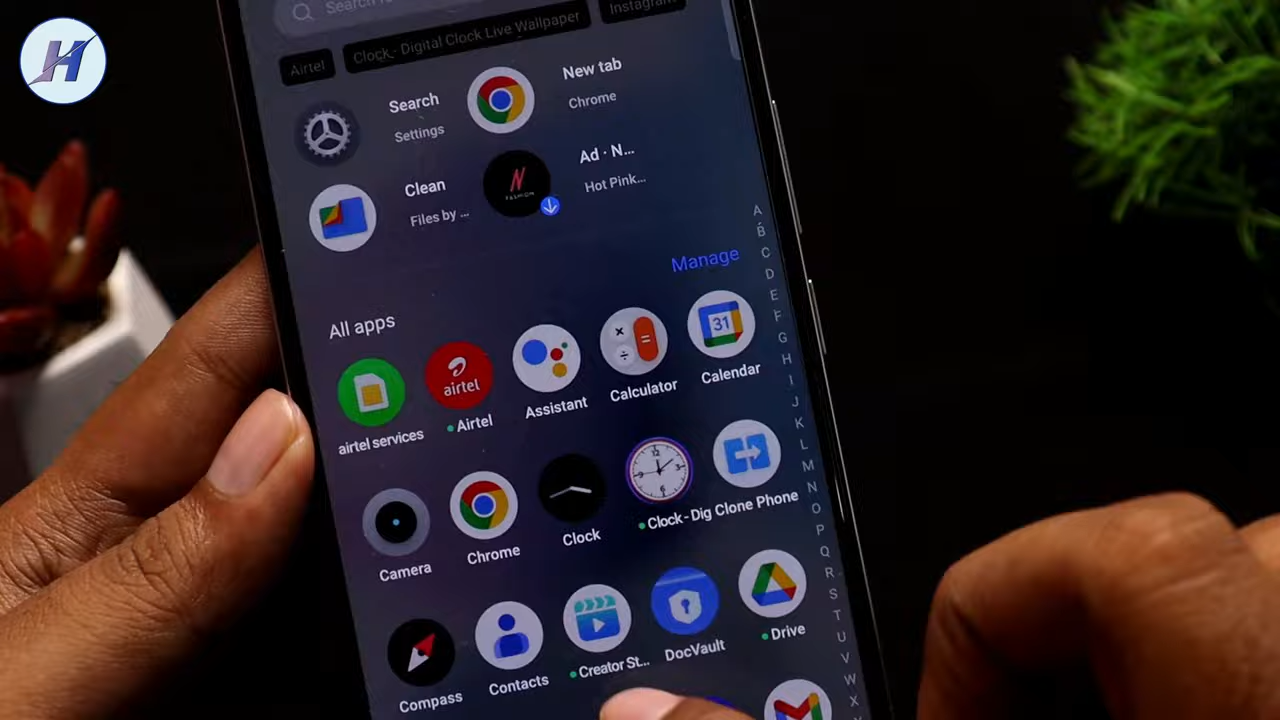 H
Search
Airtel
Clock - Digital Clock Live Wallpaper
Instagram
Search
Settings
New tab
Chrome
Clean
Files by ...
Ad · N...
Hot Pink...
N
FASHION
Manage
All apps
airtel
31
airtel services
Airtel
Assistant
Calculator
Calendar
Camera
Chrome
Clock
Clock - Dig
Clone Phone
Compass
Contacts
Creator St...
DocVault
Drive
A
B
C
D
E
F
G
H
I
J
K
L
M
N
O
P
Q
R
S
T
U
V
W
X